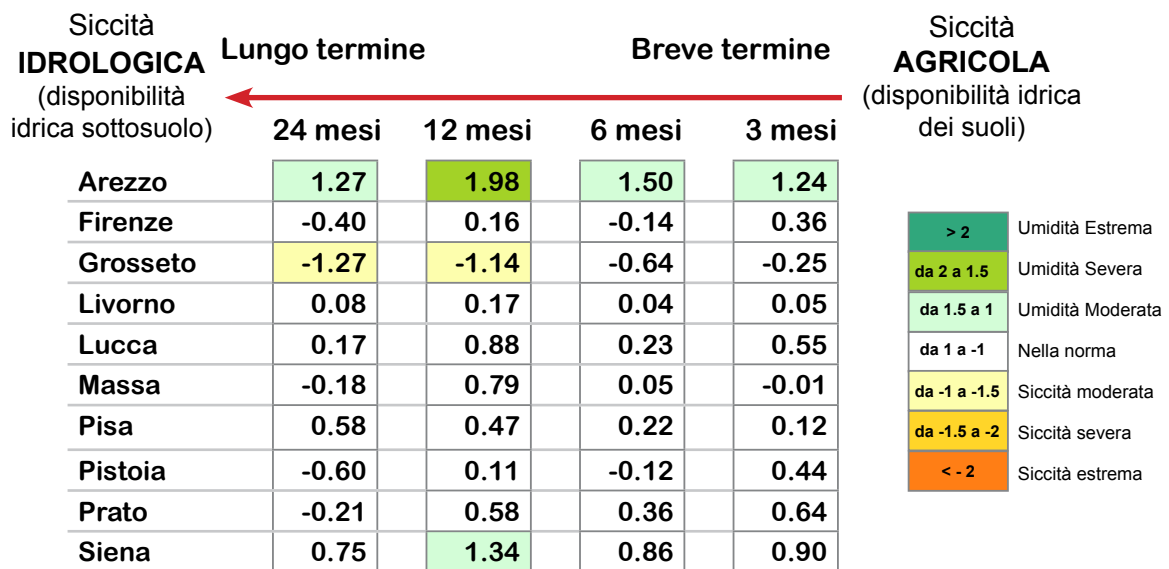 Siccità
IDROLOGICA
(disponibilità
idrica sottosuolo)
Lungo termine
Breve termine
Siccità
AGRICOLA
(disponibilità idrica
dei suoli)
24 mesi 12 mesi 6 mesi 3 mesi
Arezzo 1.27 1.98 1.50 1.24
Firenze -0.40 0.16 -0.14 0.36
Grosseto -1.27 -1.14 -0.64 -0.25
Livorno 0.08 0.17 0.04 0.05
Lucca 0.17 0.88 0.23 0.55
Massa -0.18 0.79 0.05 -0.01
Pisa 0.58 0.47 0.22 0.12
Pistoia -0.60 0.11 -0.12 0.44
Prato -0.21 0.58 0.36 0.64
Siena 0.75 1.34 0.86 0.90
> 2 Umidità Estrema
da 2 a 1.5 Umidità Severa
da 1.5 a 1 Umidità Moderata
da 1 a -1 Nella norma
da -1 a -1.5 Siccità moderata
da -1.5 a -2 Siccità severa
< - 2 Siccità estrema